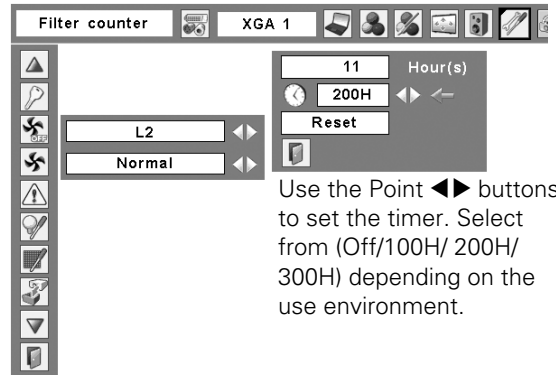 Filter counter
XGA 1
11 Hour(s)
200H
Reset
OFF
L2
Normal
Use the Point ◀▶ buttons
to set the timer. Select
from (Off/100H/ 200H/
300H) depending on the
use environment.